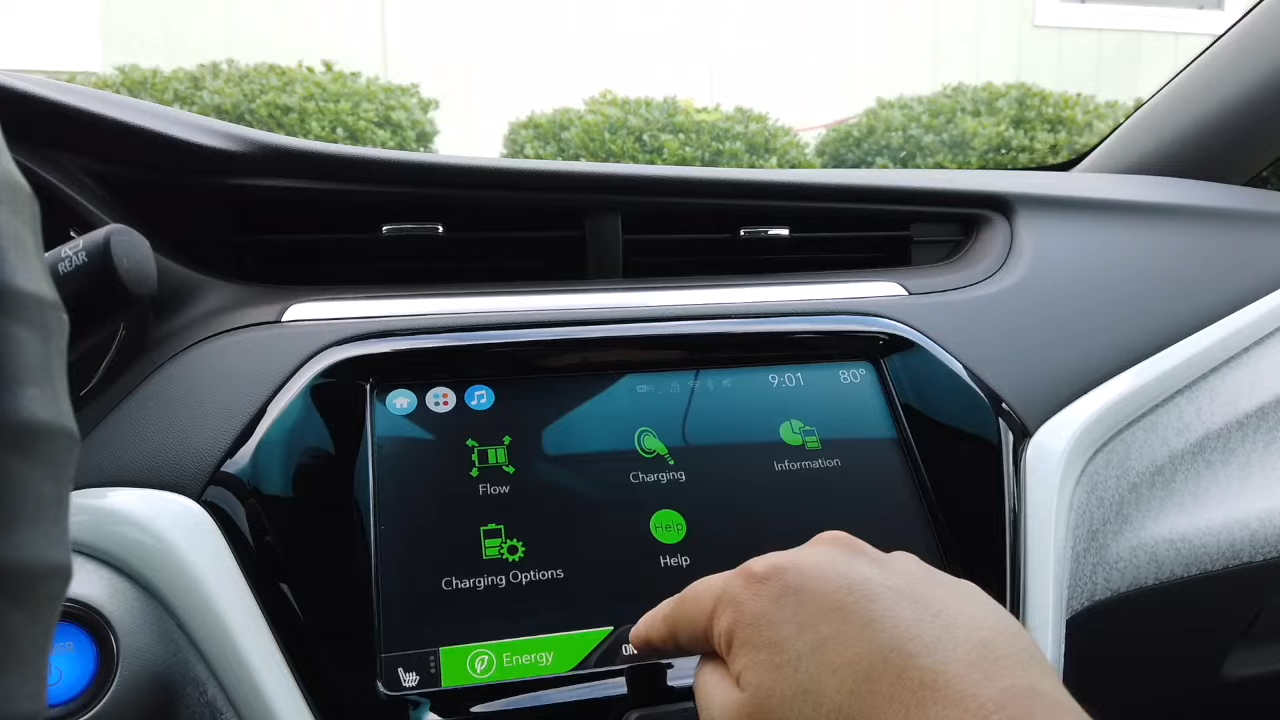 REAR
9:01
80°
Flow
Charging
Information
Charging Options
Help
Help
Energy